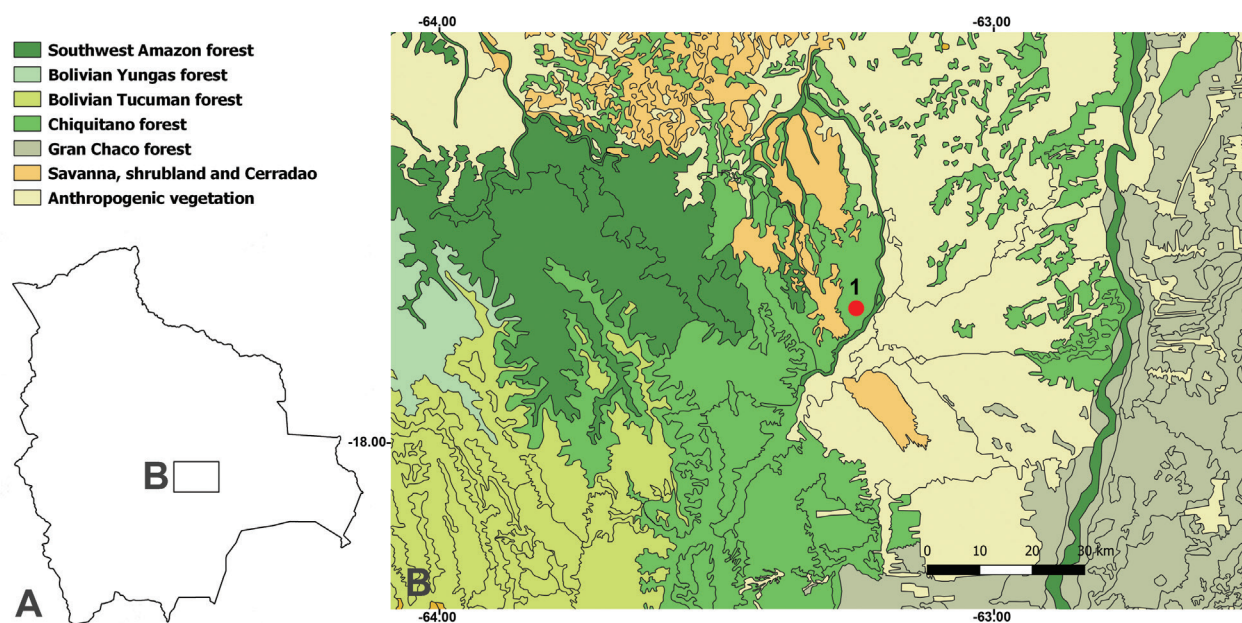 Southwest Amazon forest
Bolivian Yungas forest
Bolivian Tucuman forest
Chiquitano forest
Gran Chaco forest
Savanna, shrubland and Cerradao
Anthropogenic vegetation
B
A
-64.00
-63.00
1
-18.00
0 10 20 30 km
B
-64.00
-63.00